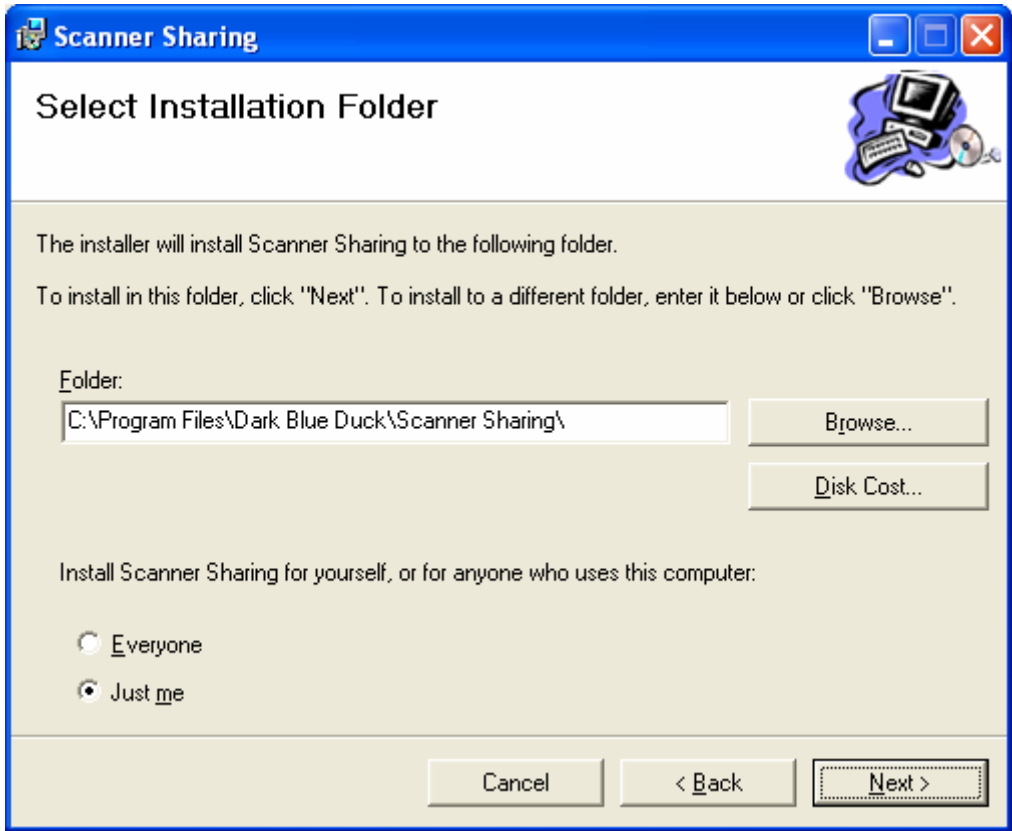 Scanner Sharing
Select Installation Folder
The installer will install Scanner Sharing to the following folder.
To install in this folder, click "Next". To install to a different folder, enter it below or click "Browse".
Folder:
C:\Program Files\Dark Blue Duck\Scanner Sharing\
Browse...
Disk Cost...
Install Scanner Sharing for yourself, or for anyone who uses this computer:
Everyone
Just me
Cancel
< Back
Next >